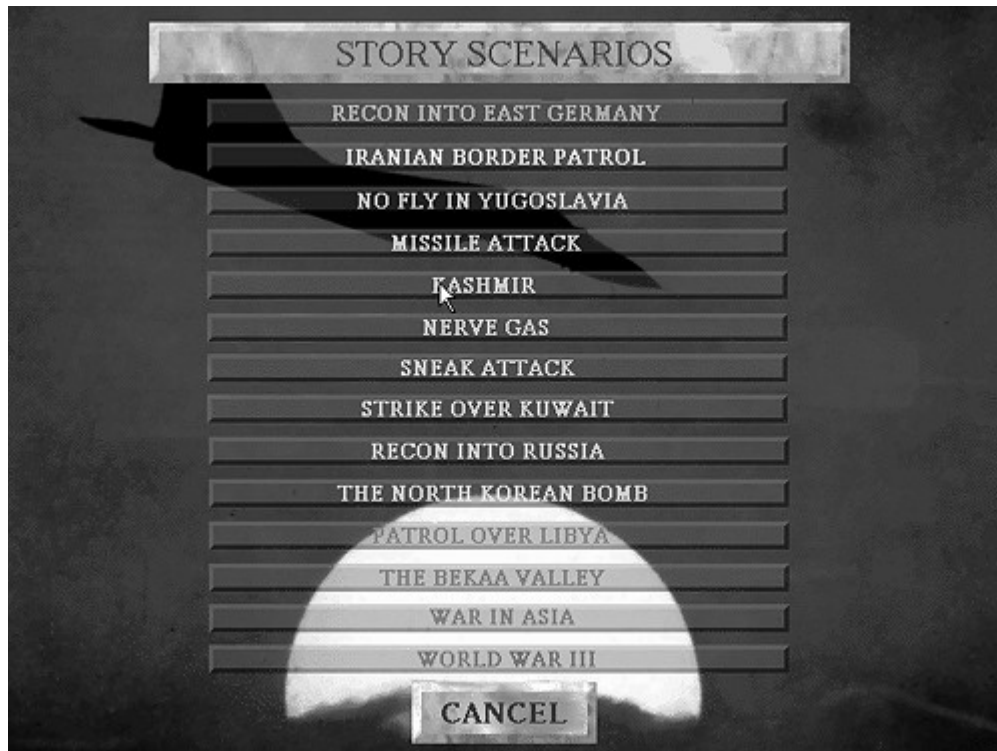 STORY SCENARIOS
RECON INTO EAST GERMANY
IRANIAN BORDER PATROL
NO FLY IN YUGOSLAVIA
MISSILE ATTACK
KASHMIR
NERVE GAS
SNEAK ATTACK
STRIKE OVER KUWAIT
RECON INTO RUSSIA
THE NORTH KOREAN BOMB
PATROL OVER LIBYA
THE BEKAA VALLEY
WAR IN ASIA
WORLD WAR III
CANCEL